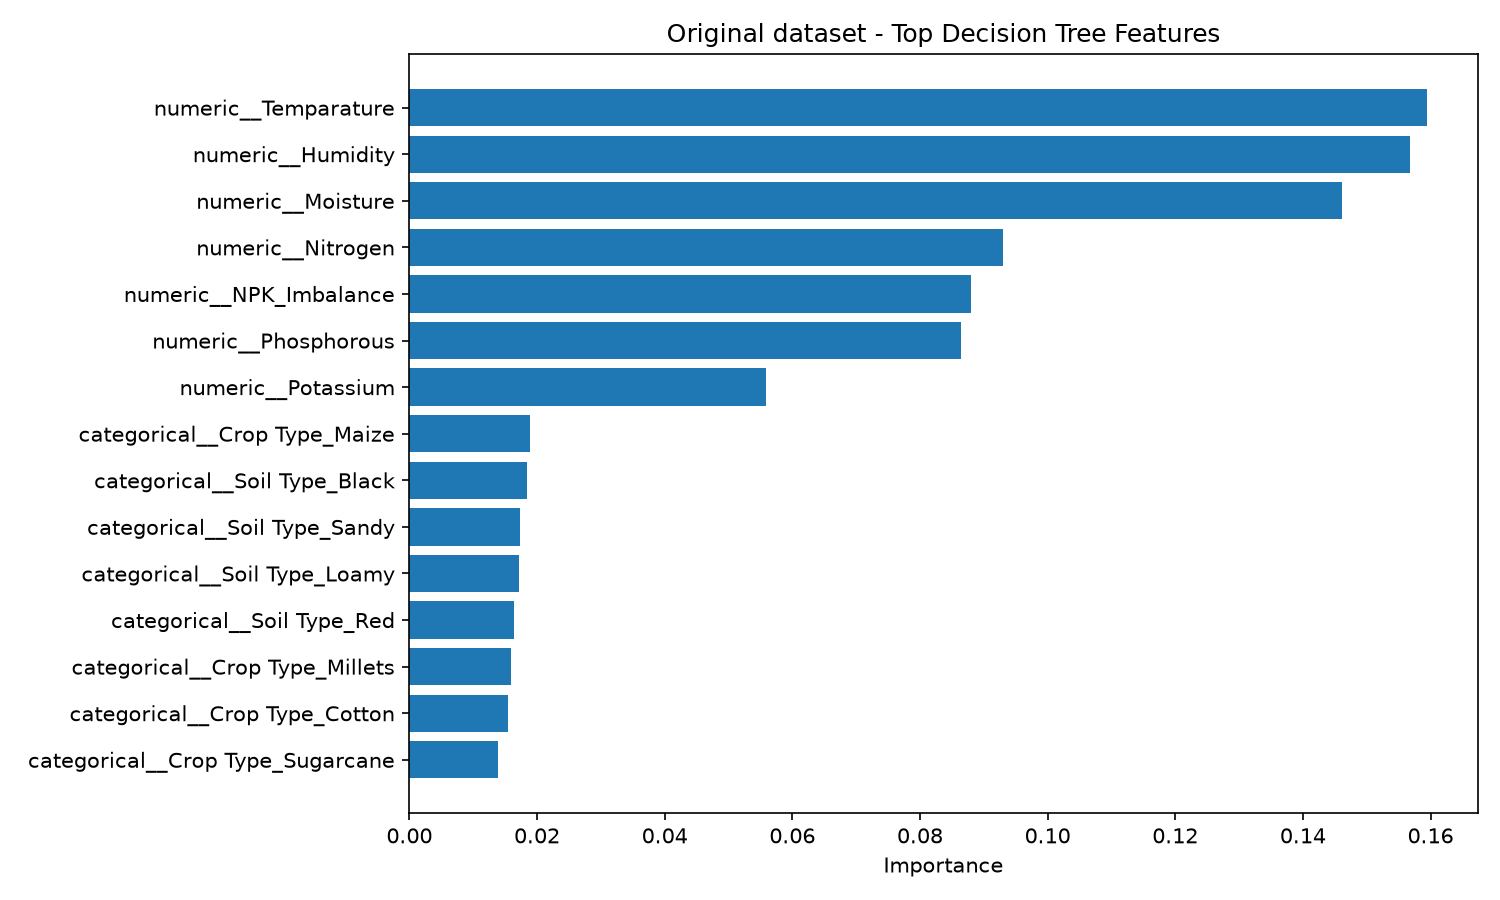 Original dataset - Top Decision Tree Features
numeric__Temparature
numeric__Humidity
numeric__Moisture
numeric__Nitrogen
numeric__NPK_Imbalance
numeric__Phosphorous
numeric__Potassium
categorical__Crop Type_Maize
categorical__Soil Type_Black
categorical__Soil Type_Sandy
categorical__Soil Type_Loamy
categorical__Soil Type_Red
categorical__Crop Type_Millets
categorical__Crop Type_Cotton
categorical__Crop Type_Sugarcane
0.00 0.02 0.04 0.06 0.08 0.10 0.12 0.14 0.16
Importance